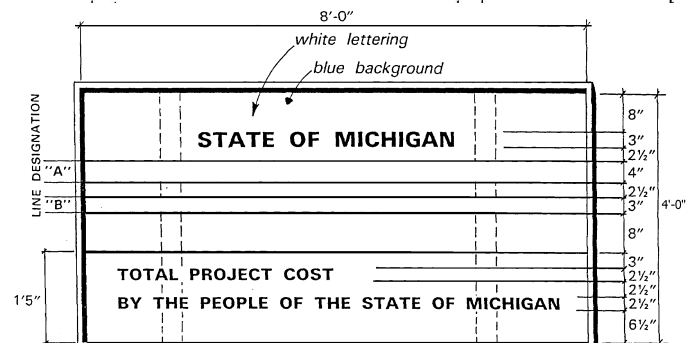 8'-0"
white lettering
blue background
STATE OF MICHIGAN
LINE DESIGNATION
"A"
"B"
8"
3"
2½"
4"
2½"
3"
8"
3"
2½"
2½"
2½"
6½"
4'-0"
TOTAL PROJECT COST
BY THE PEOPLE OF THE STATE OF MICHIGAN
1'5"